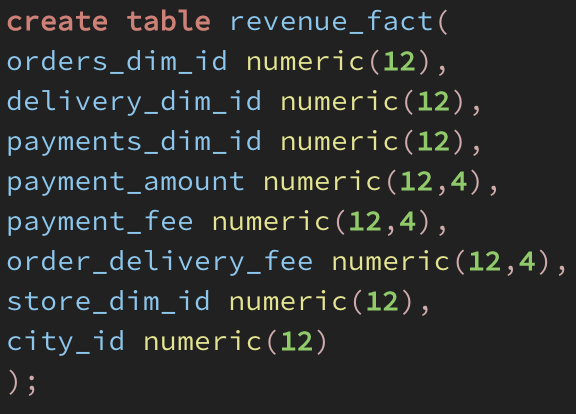 create table revenue_fact(
orders_dim_id numeric(12),
delivery_dim_id numeric(12),
payments_dim_id numeric(12),
payment_amount numeric(12,4),
payment_fee numeric(12,4),
order_delivery_fee numeric(12,4),
store_dim_id numeric(12),
city_id numeric(12)
);